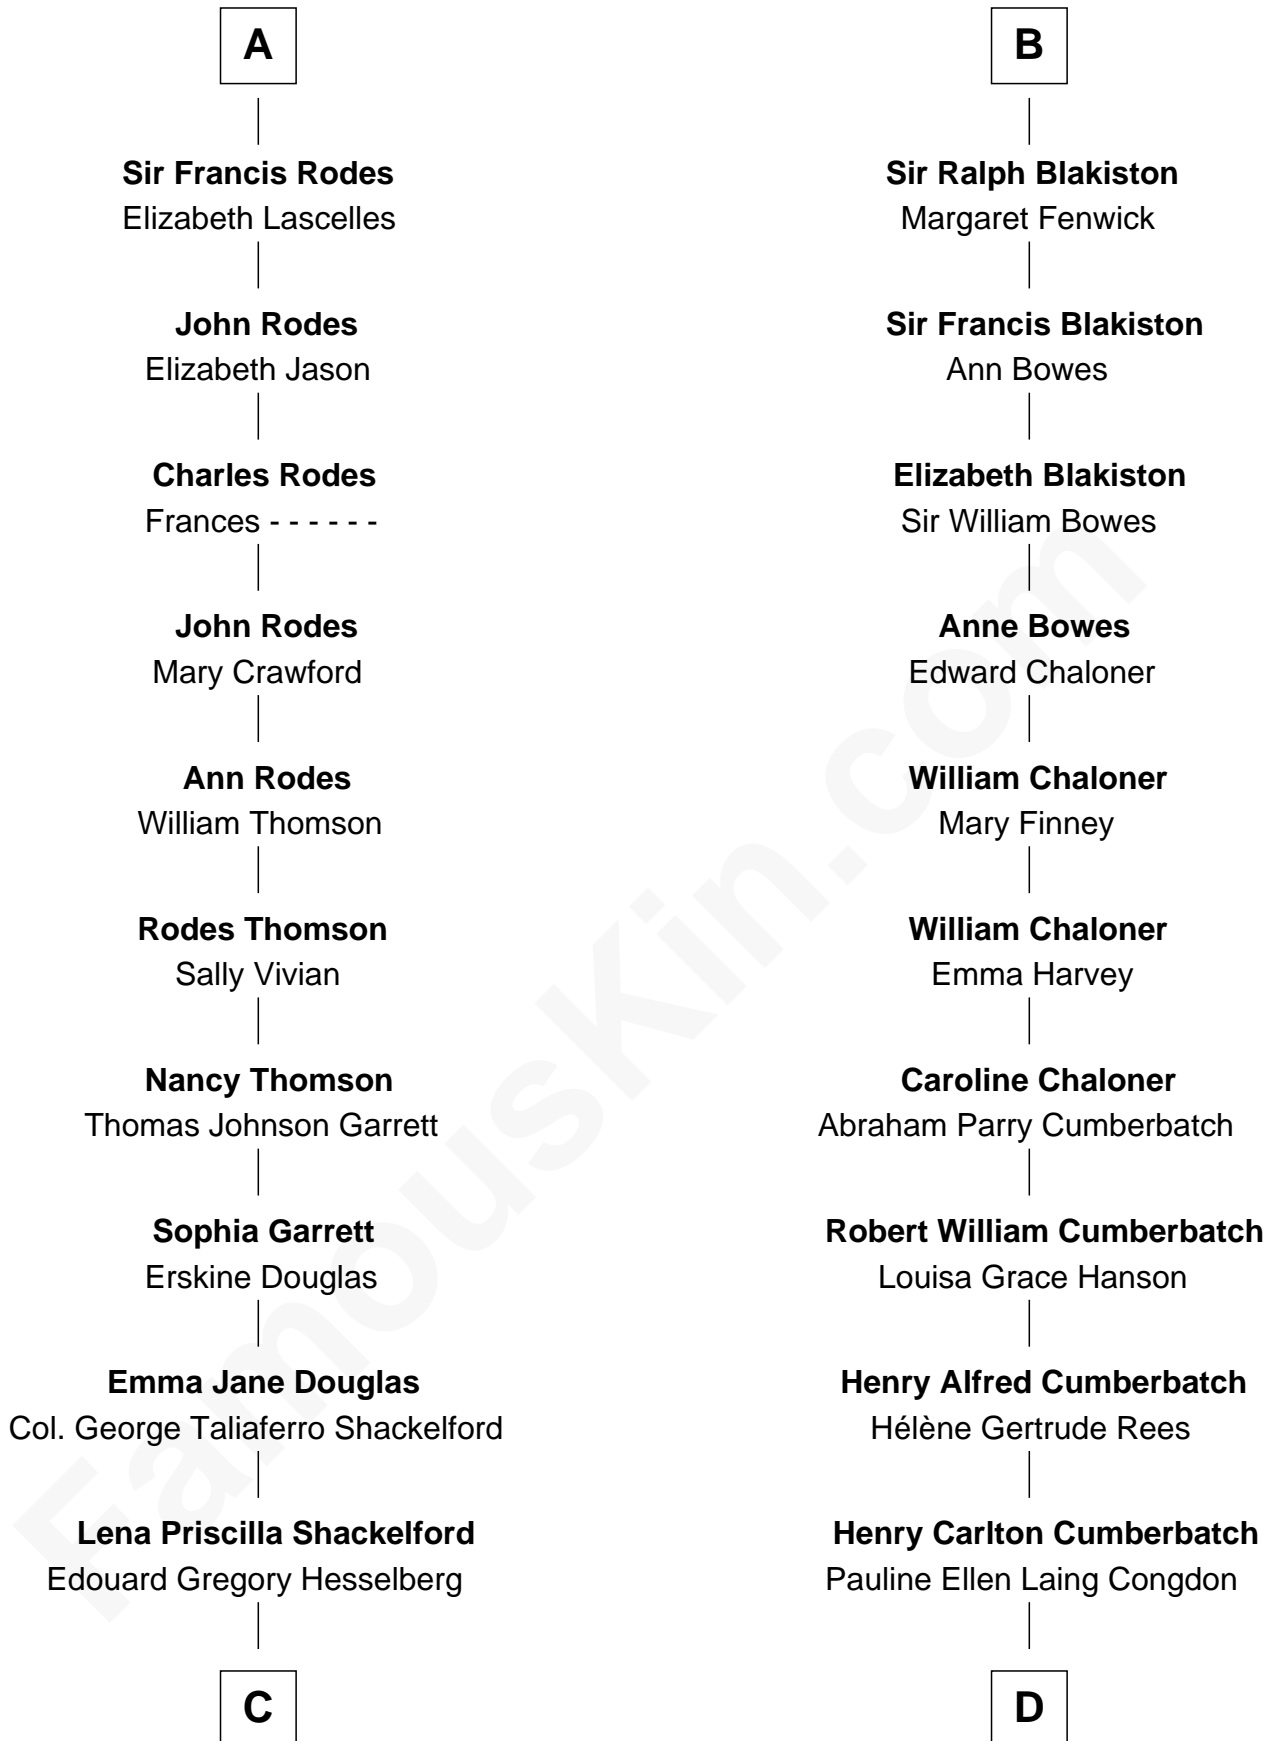 A
Sir Francis Rodes
Elizabeth Lascelles
John Rodes
Elizabeth Jason
Charles Rodes
Frances - - - - - -
John Rodes
Mary Crawford
Ann Rodes
William Thomson
Rodes Thomson
Sally Vivian
Nancy Thomson
Thomas Johnson Garrett
Sophia Garrett
Erskine Douglas
Emma Jane Douglas
Col. George Taliaferro Shackelford
Lena Priscilla Shackelford
Edouard Gregory Hesselberg
C
B
Sir Ralph Blakiston
Margaret Fenwick
Sir Francis Blakiston
Ann Bowes
Elizabeth Blakiston
Sir William Bowes
Anne Bowes
Edward Chaloner
William Chaloner
Mary Finney
William Chaloner
Emma Harvey
Caroline Chaloner
Abraham Parry Cumberbatch
Robert William Cumberbatch
Louisa Grace Hanson
Henry Alfred Cumberbatch
Hélène Gertrude Rees
Henry Carlton Cumberbatch
Pauline Ellen Laing Congdon
D
FamousKin.com